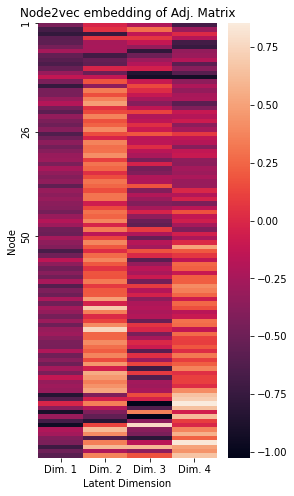 Node2vec embedding of Adj. Matrix
1
26
50
Node
Dim. 1 Dim. 2 Dim. 3 Dim. 4
Latent Dimension
0.75
0.50
0.25
0.00
−0.25
−0.50
−0.75
−1.00